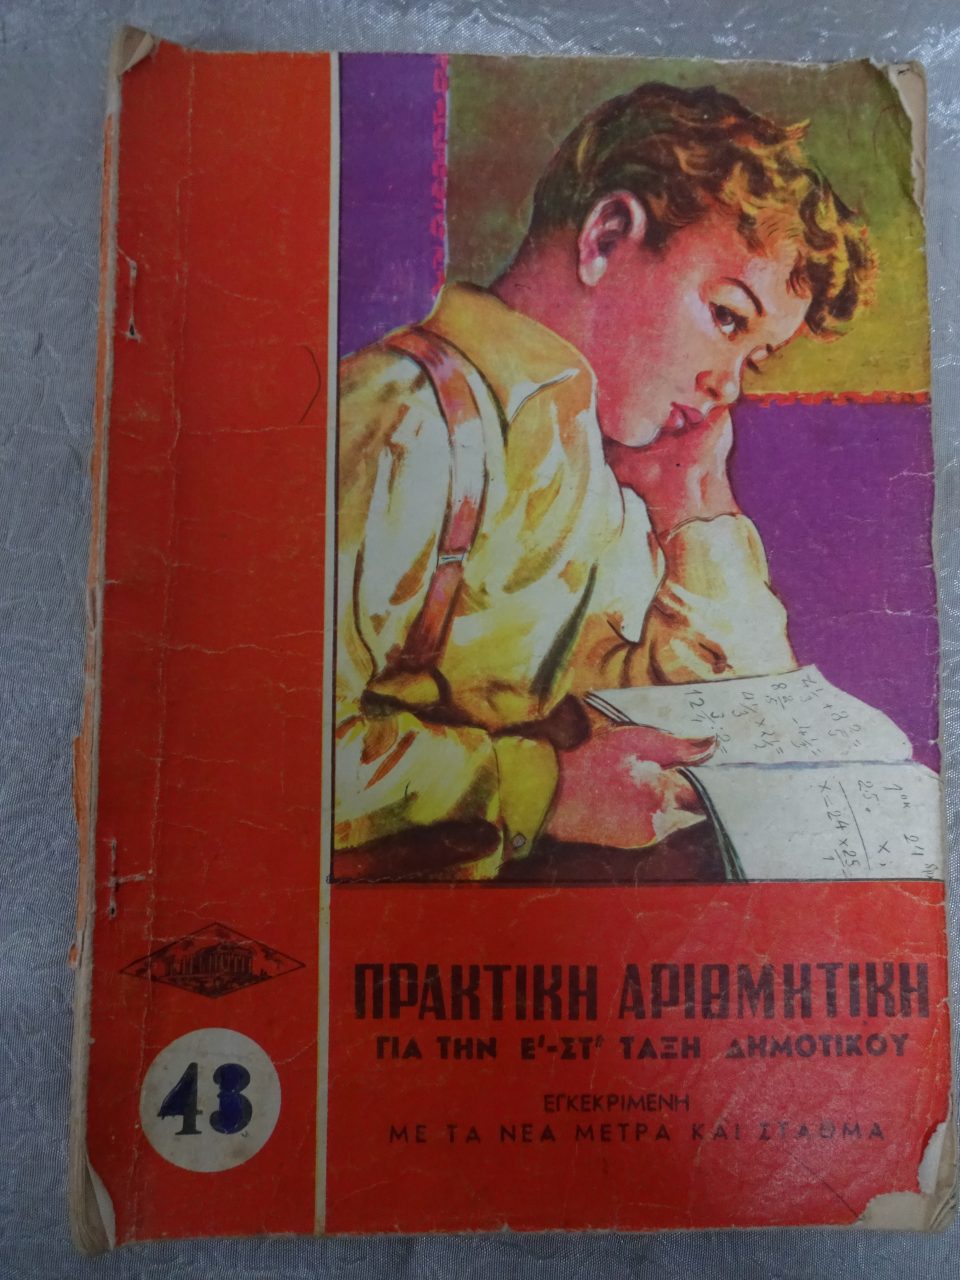 ΠΡΑΚΤΙΚΗ ΑΡΙΘΜΗΤΙΚΗ
ΓΙΑ ΤΗΝ Ε'-ΣΤ' ΤΑΞΗ ΔΗΜΟΤΙΚΟΥ
ΕΓΚΕΚΡΙΜΕΝΗ
ΜΕ ΤΑ ΝΕΑ ΜΕΤΡΑ ΚΑΙ ΣΤΑΘΜΑ
43